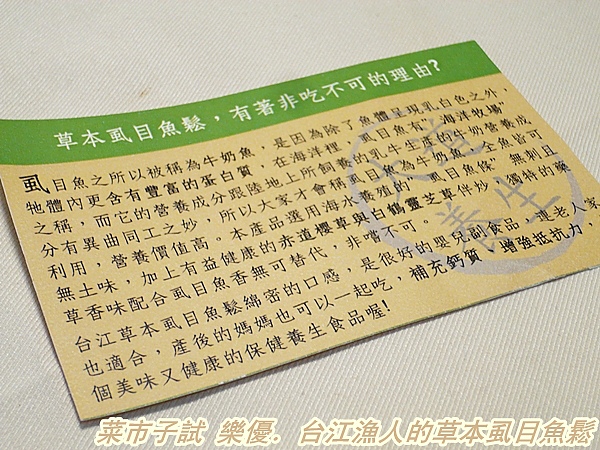 草本虱目魚鬆，有著非吃不可的理由?
虱目魚之所以被稱為牛奶魚，是因為除了魚體呈現乳白色之外，
牠體內更含有豐富的蛋白質，在海洋裡，虱目魚有"海洋牧場"
之稱，而它的營養成分跟陸地上所飼養的乳牛生產的牛奶營養成
分有異曲同工之妙，所以大家才會稱虱目魚為牛奶魚，全魚皆可
利用，營養價值高。本產品選用海水養殖的"虱目魚條"無刺且
無土味，加上有益健康的赤道櫻草與白鶴靈芝草伴炒，獨特的藥
草香味配合虱目魚香無可替代，非嚐不可。
台江草本虱目魚鬆綿密的口感，是很好的嬰兒副食品，讓老人家
也適合，產後的媽媽也可以一起吃，補充鈣質，增強抵抗力，
個美味又健康的保健養生食品喔!
養生
菜市子試 樂優. 台江漁人的草本虱目魚鬆